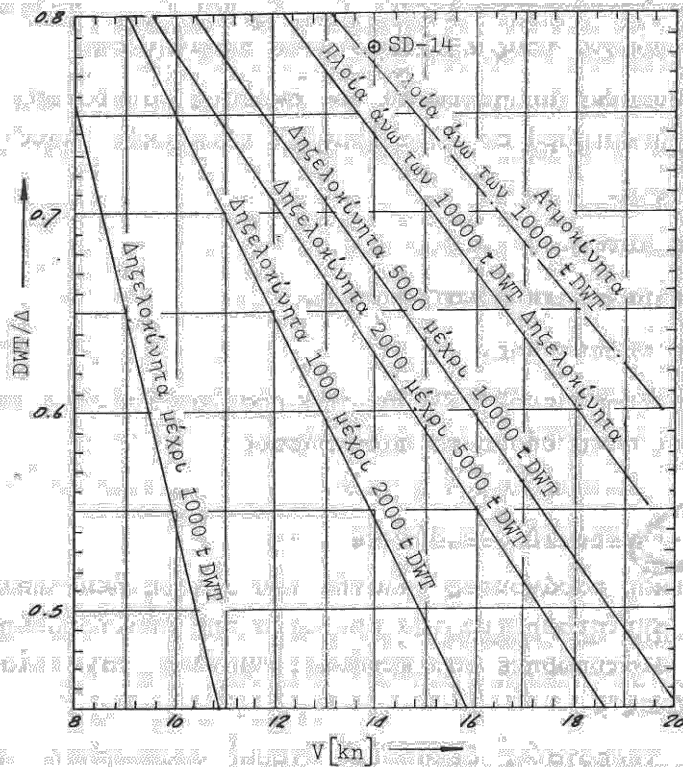 0.8
0.7
0.6
0.5
DWT/Δ
8
10
12
14
16
18
20
V [kn]
SD-14
Δηζελοκίνητα μέχρι 1000 t DWT
Δηζελοκίνητα 1000 μέχρι 2000 t DWT
Δηζελοκίνητα 2000 μέχρι 5000 t DWT
Δηζελοκίνητα 5000 μέχρι 10000 t DWT
Πλοία άνω των 10000 t DWT Δηζελοκίνητα
Πλοία άνω των 10000 t DWT
Ατμοκίνητα